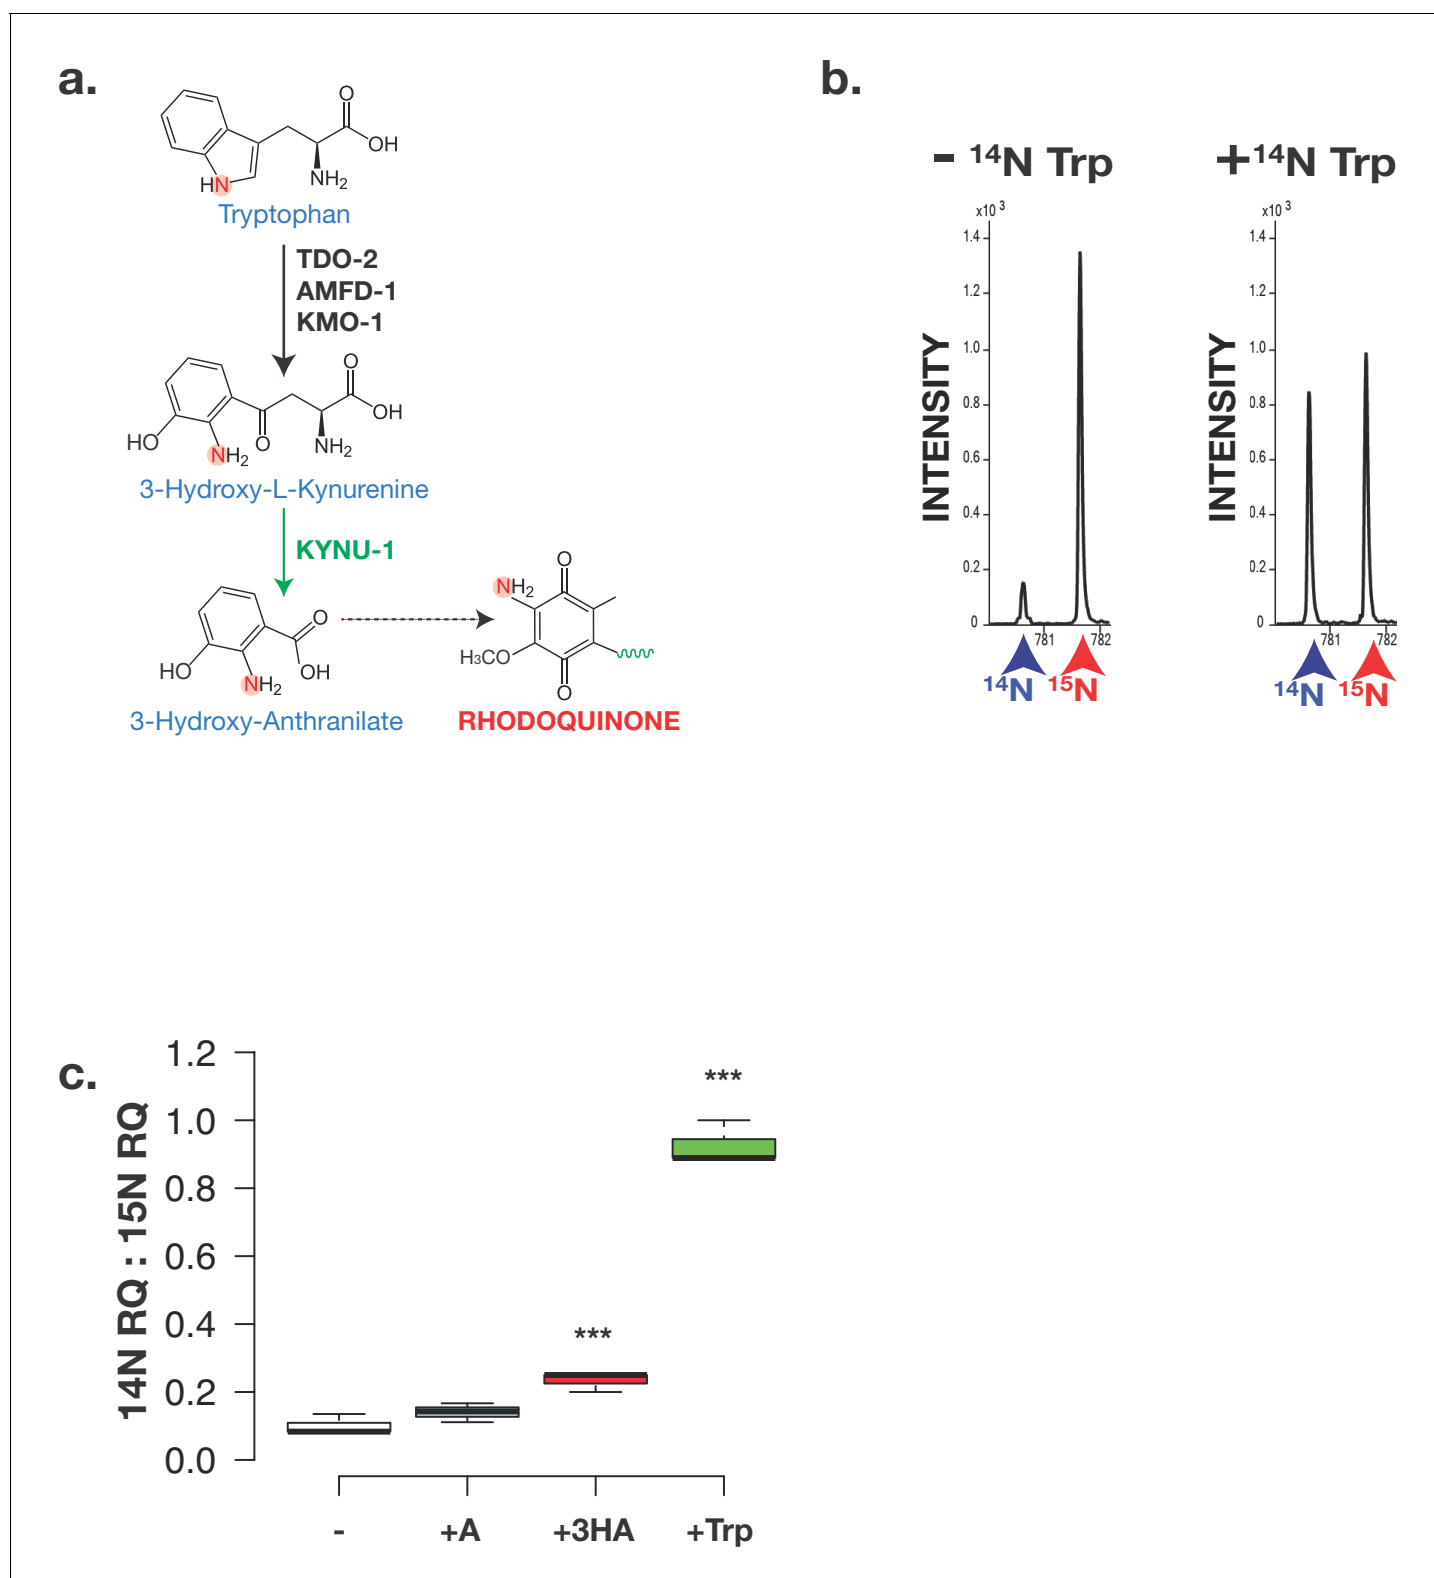 a.
O
OH
NH2
HN
Tryptophan
TDO-2
AMFD-1
KMO-1
O
OH
HO
O
NH2
NH2
3-Hydroxy-L-Kynurenine
KYNU-1
O
HO
OH
NH2
3-Hydroxy-Anthranilate
O
NH2
H3CO
O
RHODOQUINONE
b.
- 14N Trp
x10 3
1.4
1.2
1.0
0.8
0.6
0.4
0.2
0
INTENSITY
781
782
14N
15N
+14N Trp
x10 3
1.4
1.2
1.0
0.8
0.6
0.4
0.2
0
INTENSITY
781
782
14N
15N
c.
14N RQ : 15N RQ
1.2
1.0
0.8
0.6
0.4
0.2
0.0
***
***
-
+A
+3HA
+Trp